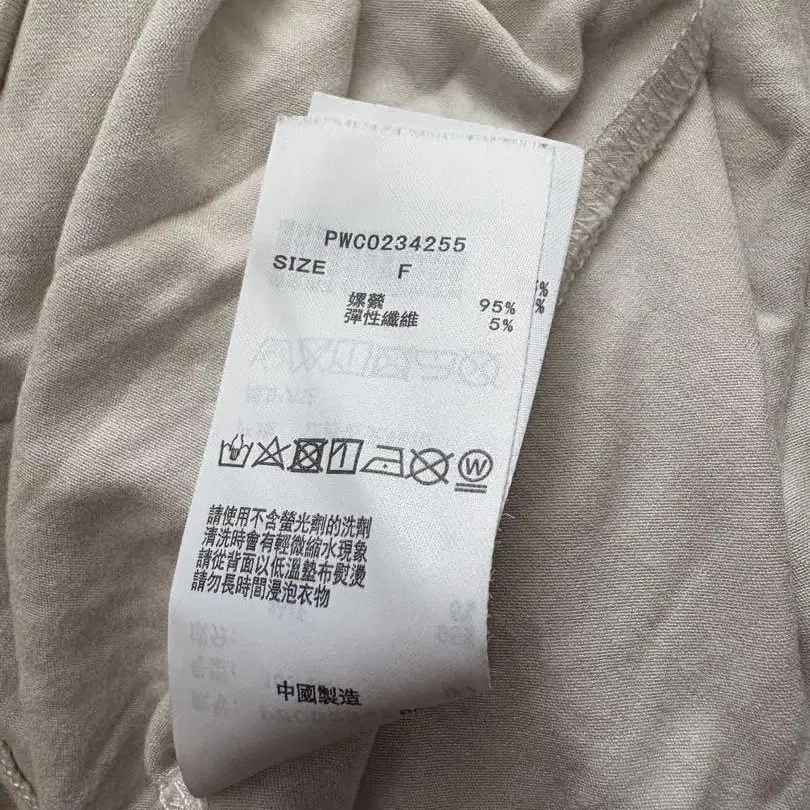 PWC0234255
SIZE F
嫘縈 95%
彈性纖維 5%
W
請使用不含螢光劑的洗劑
清洗時會有輕微縮水現象
請從背面以低溫墊布熨燙
請勿長時間浸泡衣物
中國製造